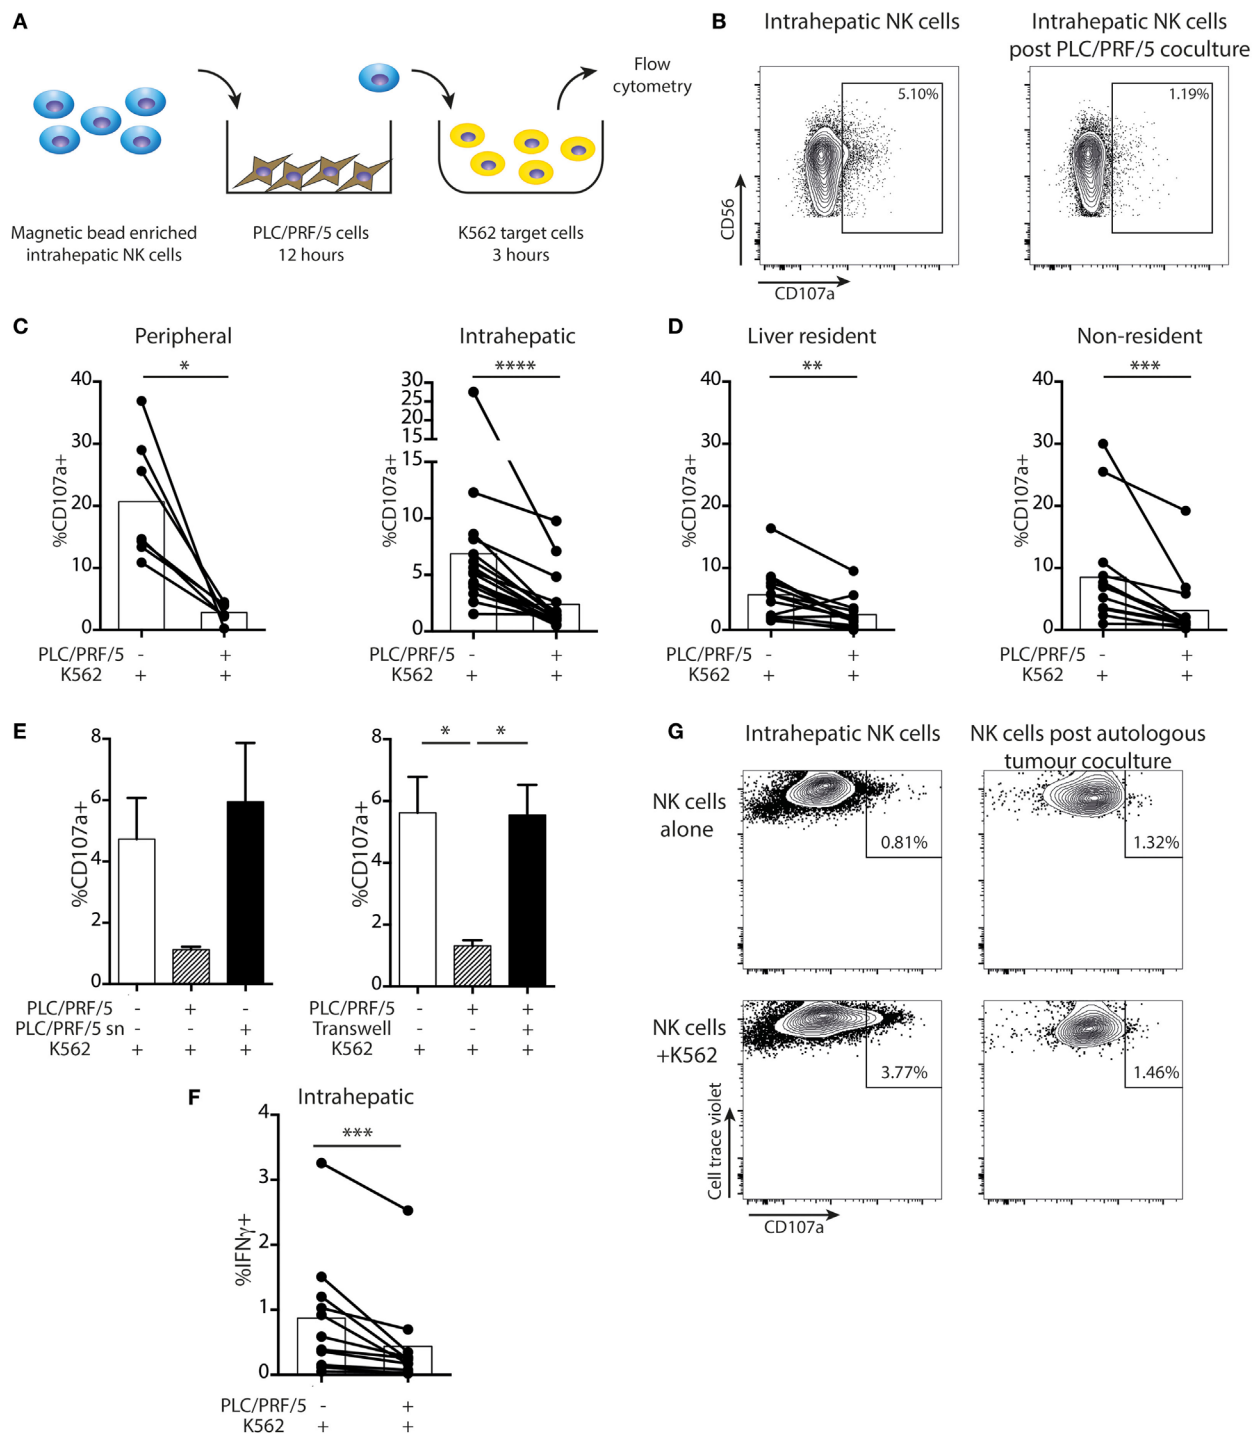 A
Flow
cytometry
Magnetic bead enriched
intrahepatic NK cells
PLC/PRF/5 cells
12 hours
K562 target cells
3 hours
B
Intrahepatic NK cells
Intrahepatic NK cells
post PLC/PRF/5 coculture
5.10%
1.19%
CD56
CD107a
C
Peripheral
*
%CD107a+
40
30
20
10
0
PLC/PRF/5 - +
K562 + +
Intrahepatic
****
%CD107a+
30
25
20
15
15
10
5
0
PLC/PRF/5 - +
K562 + +
D
Liver resident
**
%CD107a+
40
30
20
10
0
PLC/PRF/5 - +
K562 + +
Non-resident
***
%CD107a+
40
30
20
10
0
PLC/PRF/5 - +
K562 + +
E
%CD107a+
8
6
4
2
0
PLC/PRF/5 - + -
PLC/PRF/5 sn - - +
K562 + + +
* *
%CD107a+
8
6
4
2
0
PLC/PRF/5 - + +
Transwell - - +
K562 + + +
F
Intrahepatic
***
%IFNγ+
4
3
2
1
0
PLC/PRF/5 - +
K562 + +
G
Intrahepatic NK cells
NK cells post autologous
tumour coculture
NK cells
alone
0.81%
1.32%
NK cells
+K562
3.77%
1.46%
Cell trace violet
CD107a